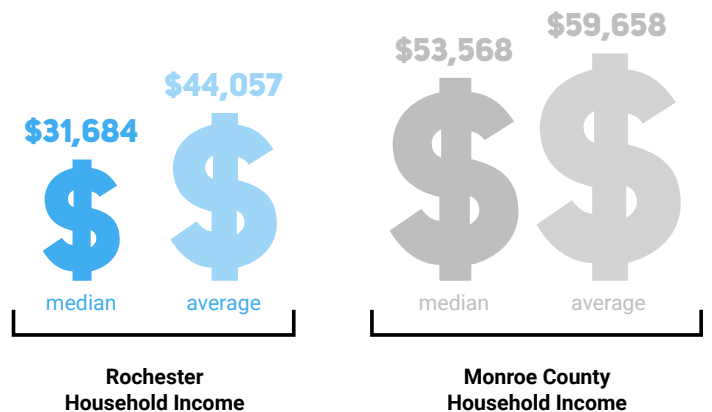 $31,684
$44,057
$53,568
$59,658
median
average
median
average
Rochester
Household Income
Monroe County
Household Income